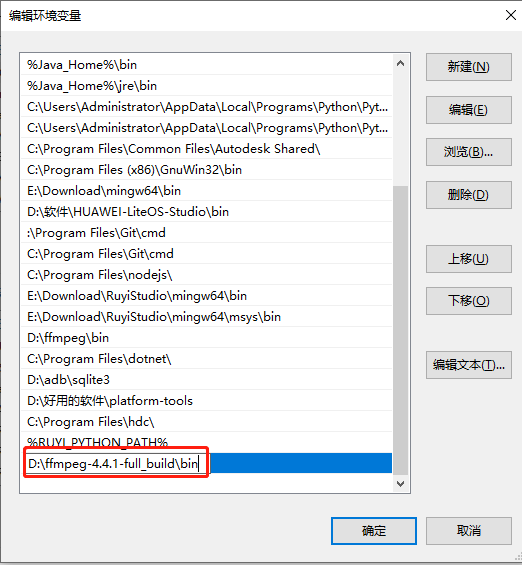 编辑环境变量
%Java_Home%\bin
%Java_Home%\jre\bin
C:\Users\Administrator\AppData\Local\Programs\Python\Pyt...
C:\Users\Administrator\AppData\Local\Programs\Python\Pyt...
C:\Program Files\Common Files\Autodesk Shared\
C:\Program Files (x86)\GnuWin32\bin
E:\Download\mingw64\bin
D:\软件\HUAWEI-LiteOS-Studio\bin
:\Program Files\Git\cmd
C:\Program Files\Git\cmd
C:\Program Files\nodejs\
E:\Download\RuyiStudio\mingw64\bin
E:\Download\RuyiStudio\mingw64\msys\bin
D:\ffmpeg\bin
C:\Program Files\dotnet\
D:\adb\sqlite3
D:\好用的软件\platform-tools
C:\Program Files\hdc\
%RUYI_PYTHON_PATH%
D:\ffmpeg-4.4.1-full_build\bin
新建(N)
编辑(E)
浏览(B)...
删除(D)
上移(U)
下移(O)
编辑文本(T)...
确定
取消